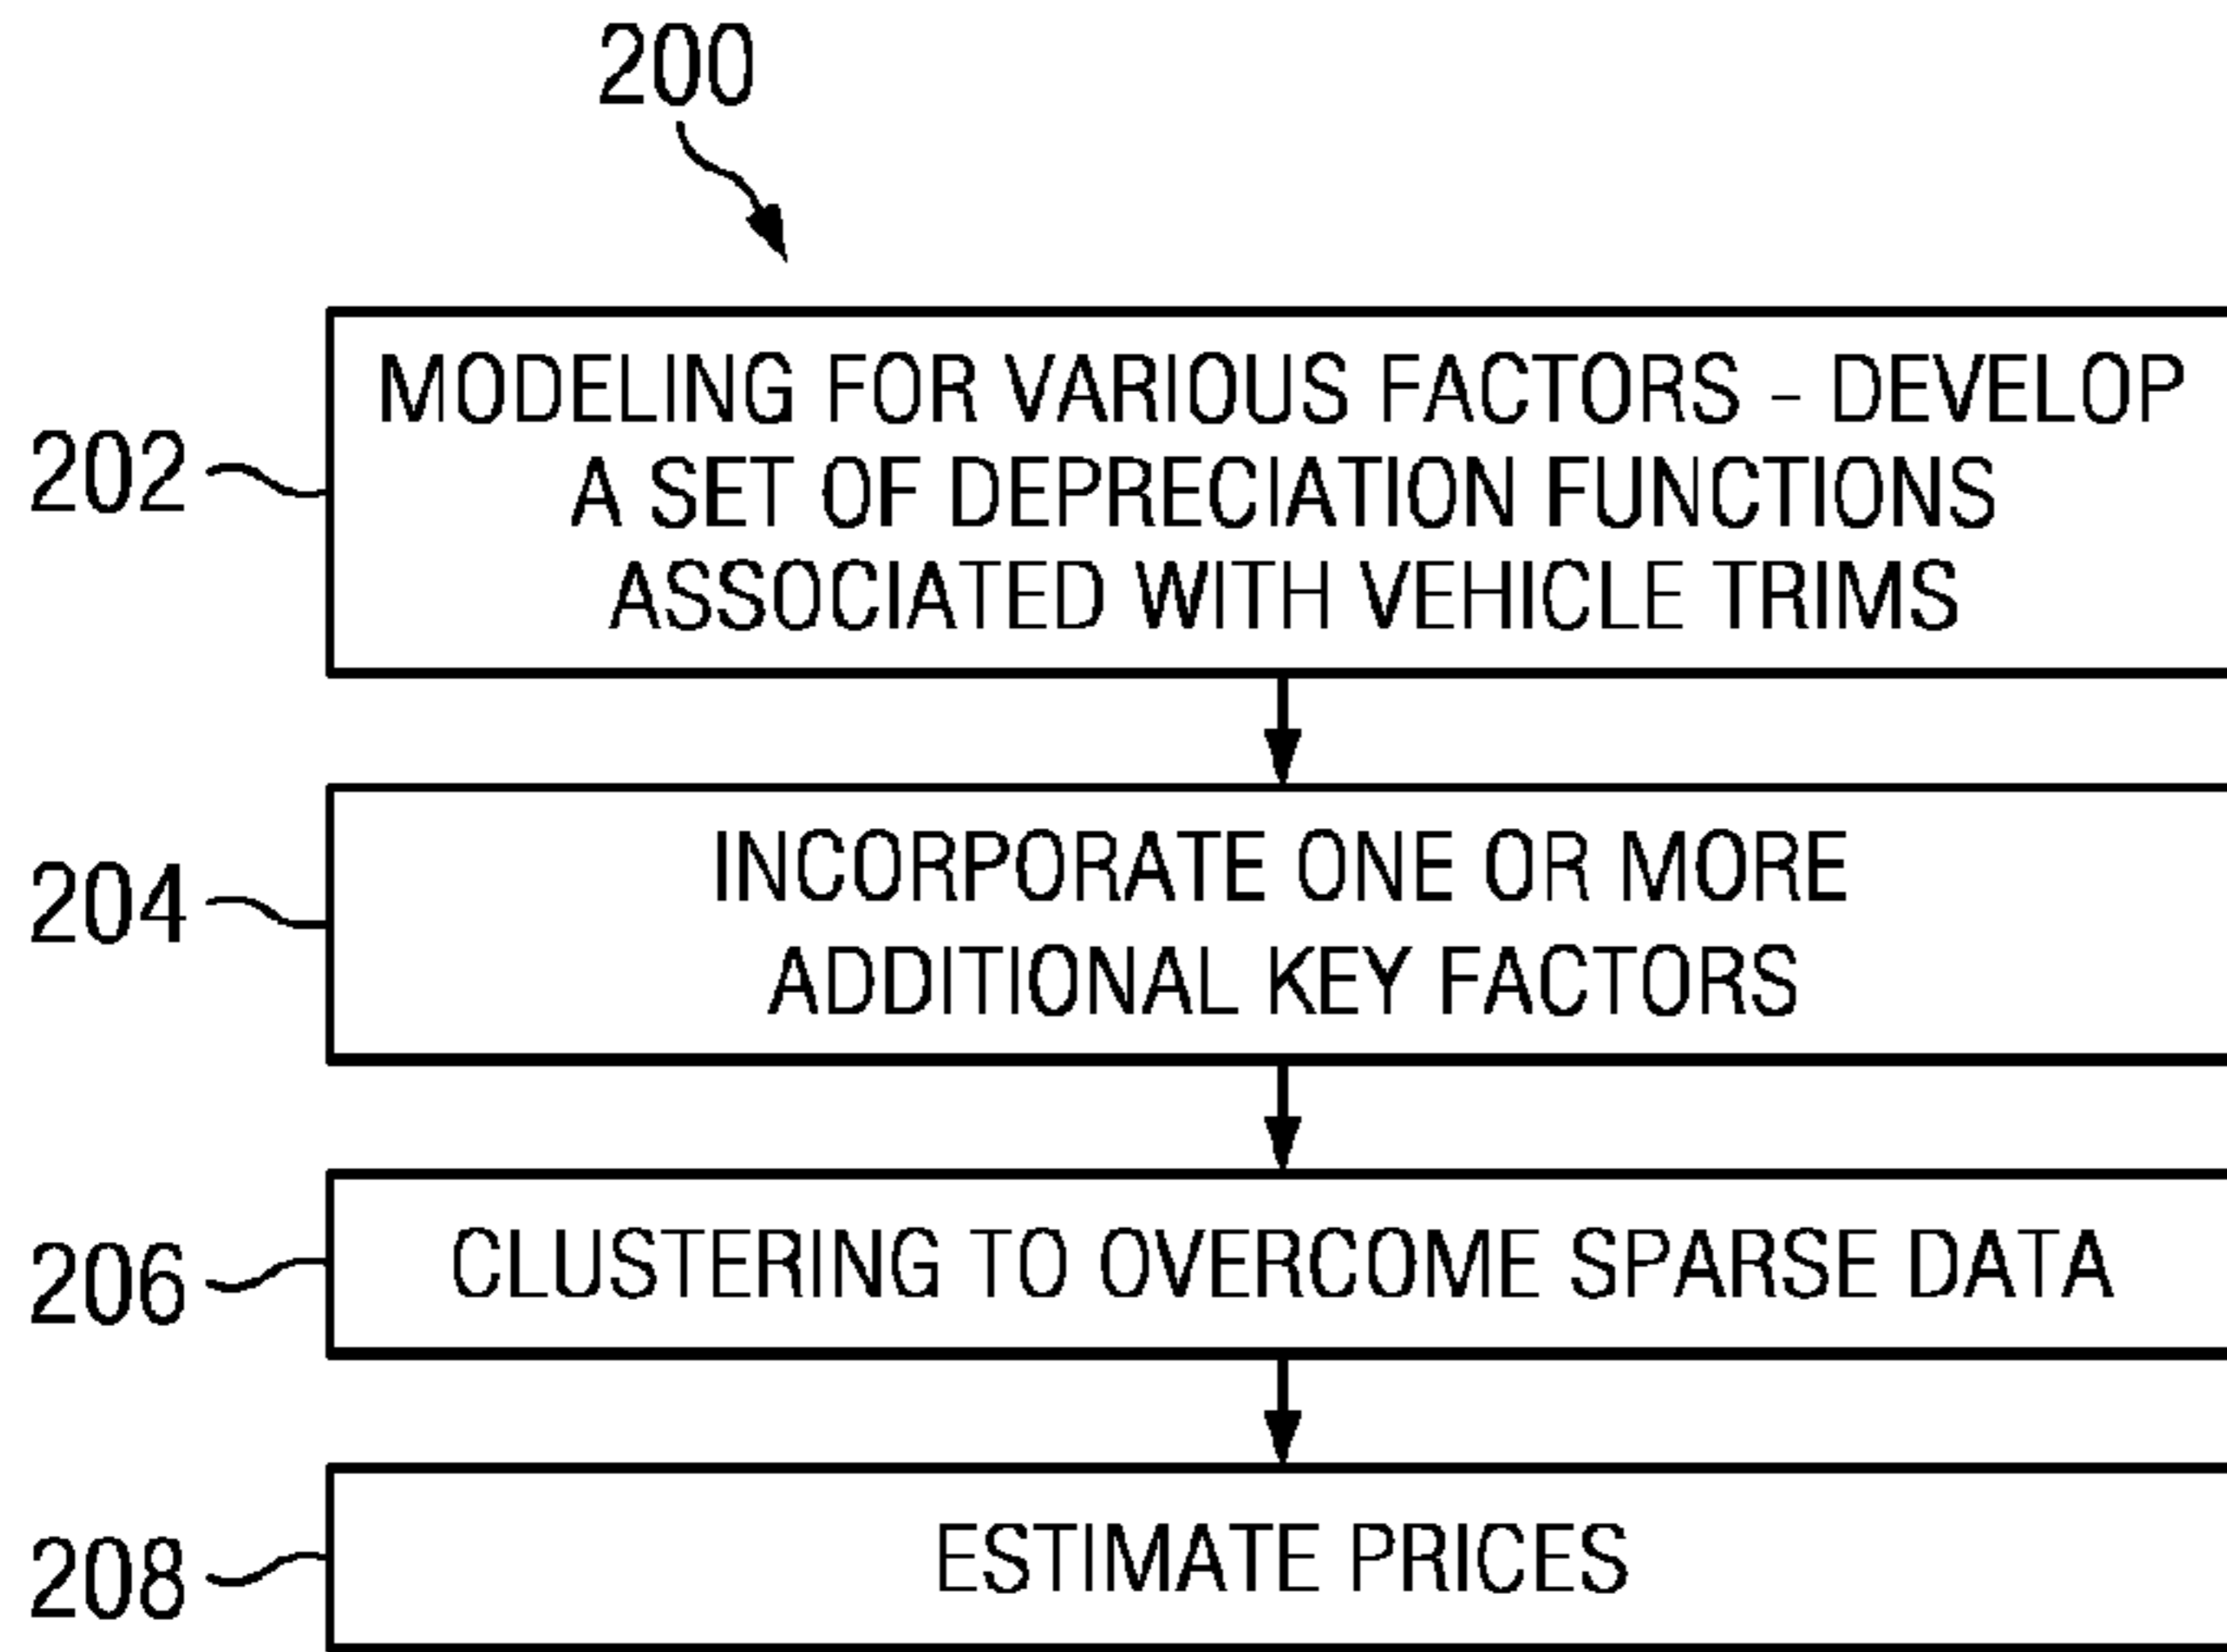 200
202
MODELING FOR VARIOUS FACTORS - DEVELOP
A SET OF DEPRECIATION FUNCTIONS
ASSOCIATED WITH VEHICLE TRIMS
204
INCORPORATE ONE OR MORE
ADDITIONAL KEY FACTORS
206
CLUSTERING TO OVERCOME SPARSE DATA
208
ESTIMATE PRICES